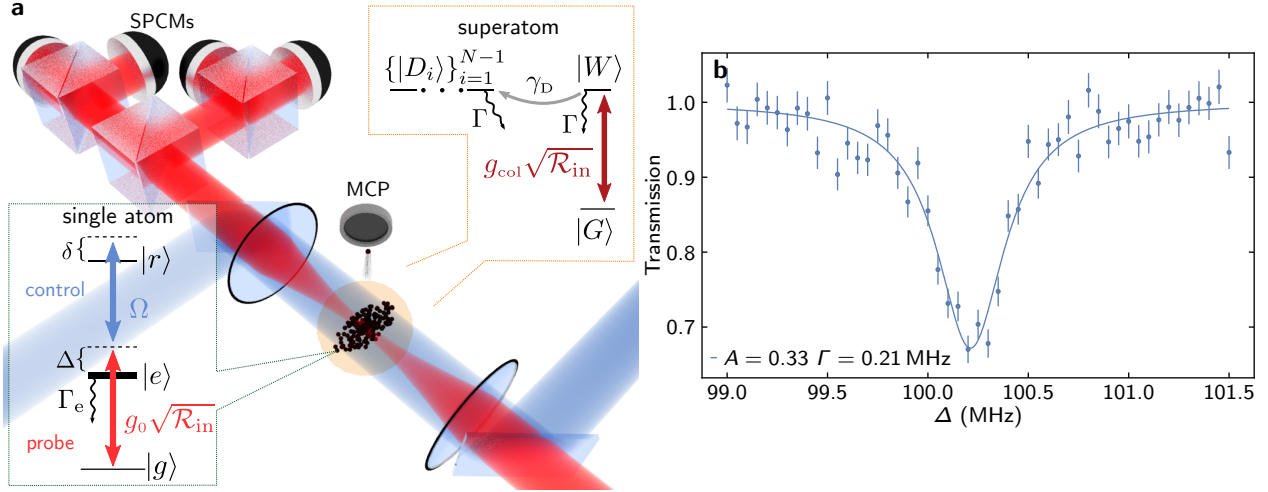 a
SPCMs
superatom
{|D_i⟩}_{i=1}^{N−1}
|W⟩
γ_D
Γ
Γ
g_col√R_in
|G⟩
MCP
single atom
δ{
|r⟩
control
Ω
Δ{
|e⟩
Γ_e
g_0√R_in
probe
|g⟩
b
Transmission
1.0
0.9
0.8
0.7
A = 0.33 Γ = 0.21 MHz
99.0 99.5 100.0 100.5 101.0 101.5
Δ (MHz)